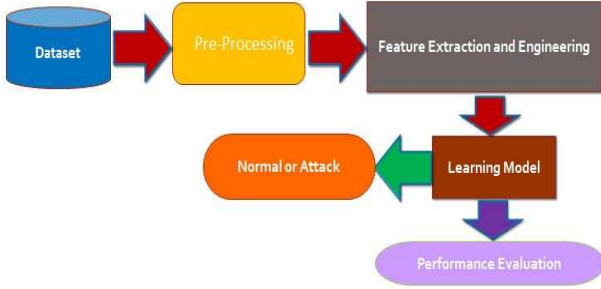 Dataset
Pre-Processing
Feature Extraction and Engineering
Normal or Attack
Learning Model
Performance Evaluation